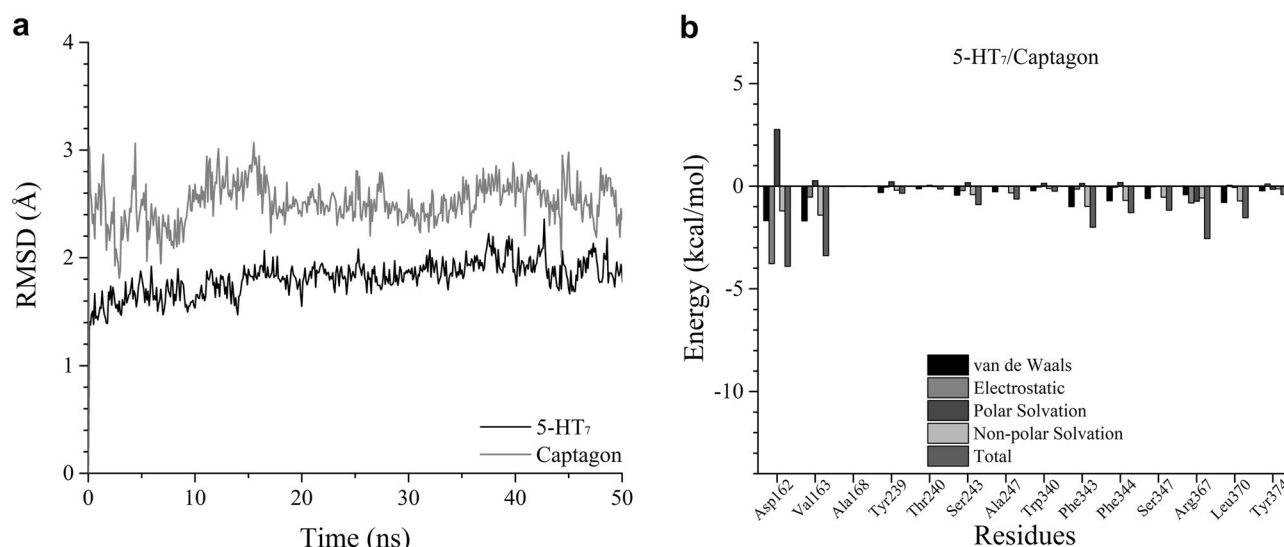 a
RMSD (Å)
4
3
2
1
0
0 10 20 30 40 50
Time (ns)
5-HT₇
Captagon
b
5-HT₇/Captagon
Energy (kcal/mol)
5
0
-5
-10
van de Waals
Electrostatic
Polar Solvation
Non-polar Solvation
Total
Asp162
Val163
Ala168
Tyr239
Thr240
Ser243
Ala247
Trp340
Phe343
Phe344
Ser347
Arg367
Leu370
Tyr374
Residues